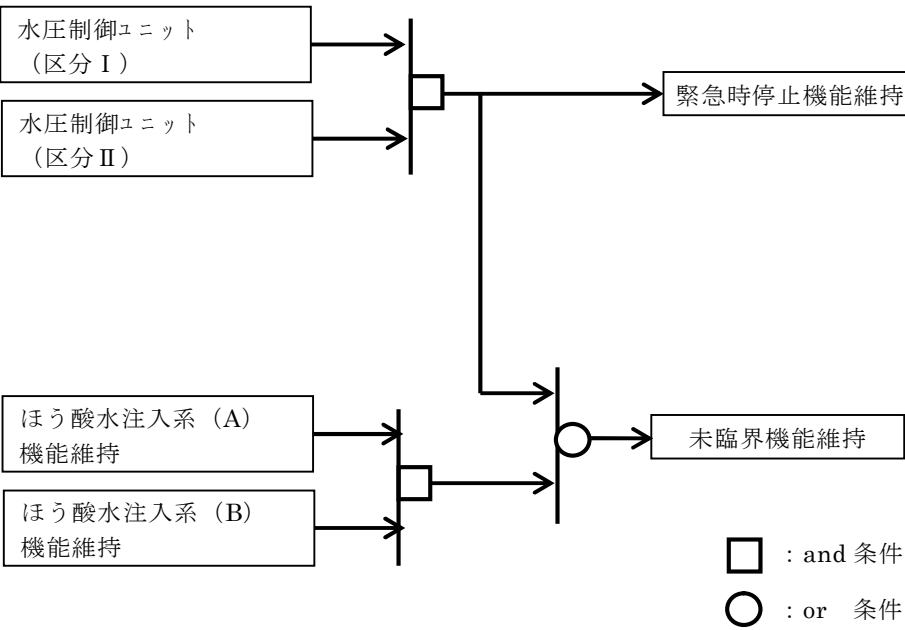 水圧制御ユニット
（区分Ⅰ）
緊急時停止機能維持
水圧制御ユニット
（区分Ⅱ）
ほう酸水注入系（A）
機能維持
未臨界機能維持
ほう酸水注入系（B）
機能維持
：and 条件
：or　条件